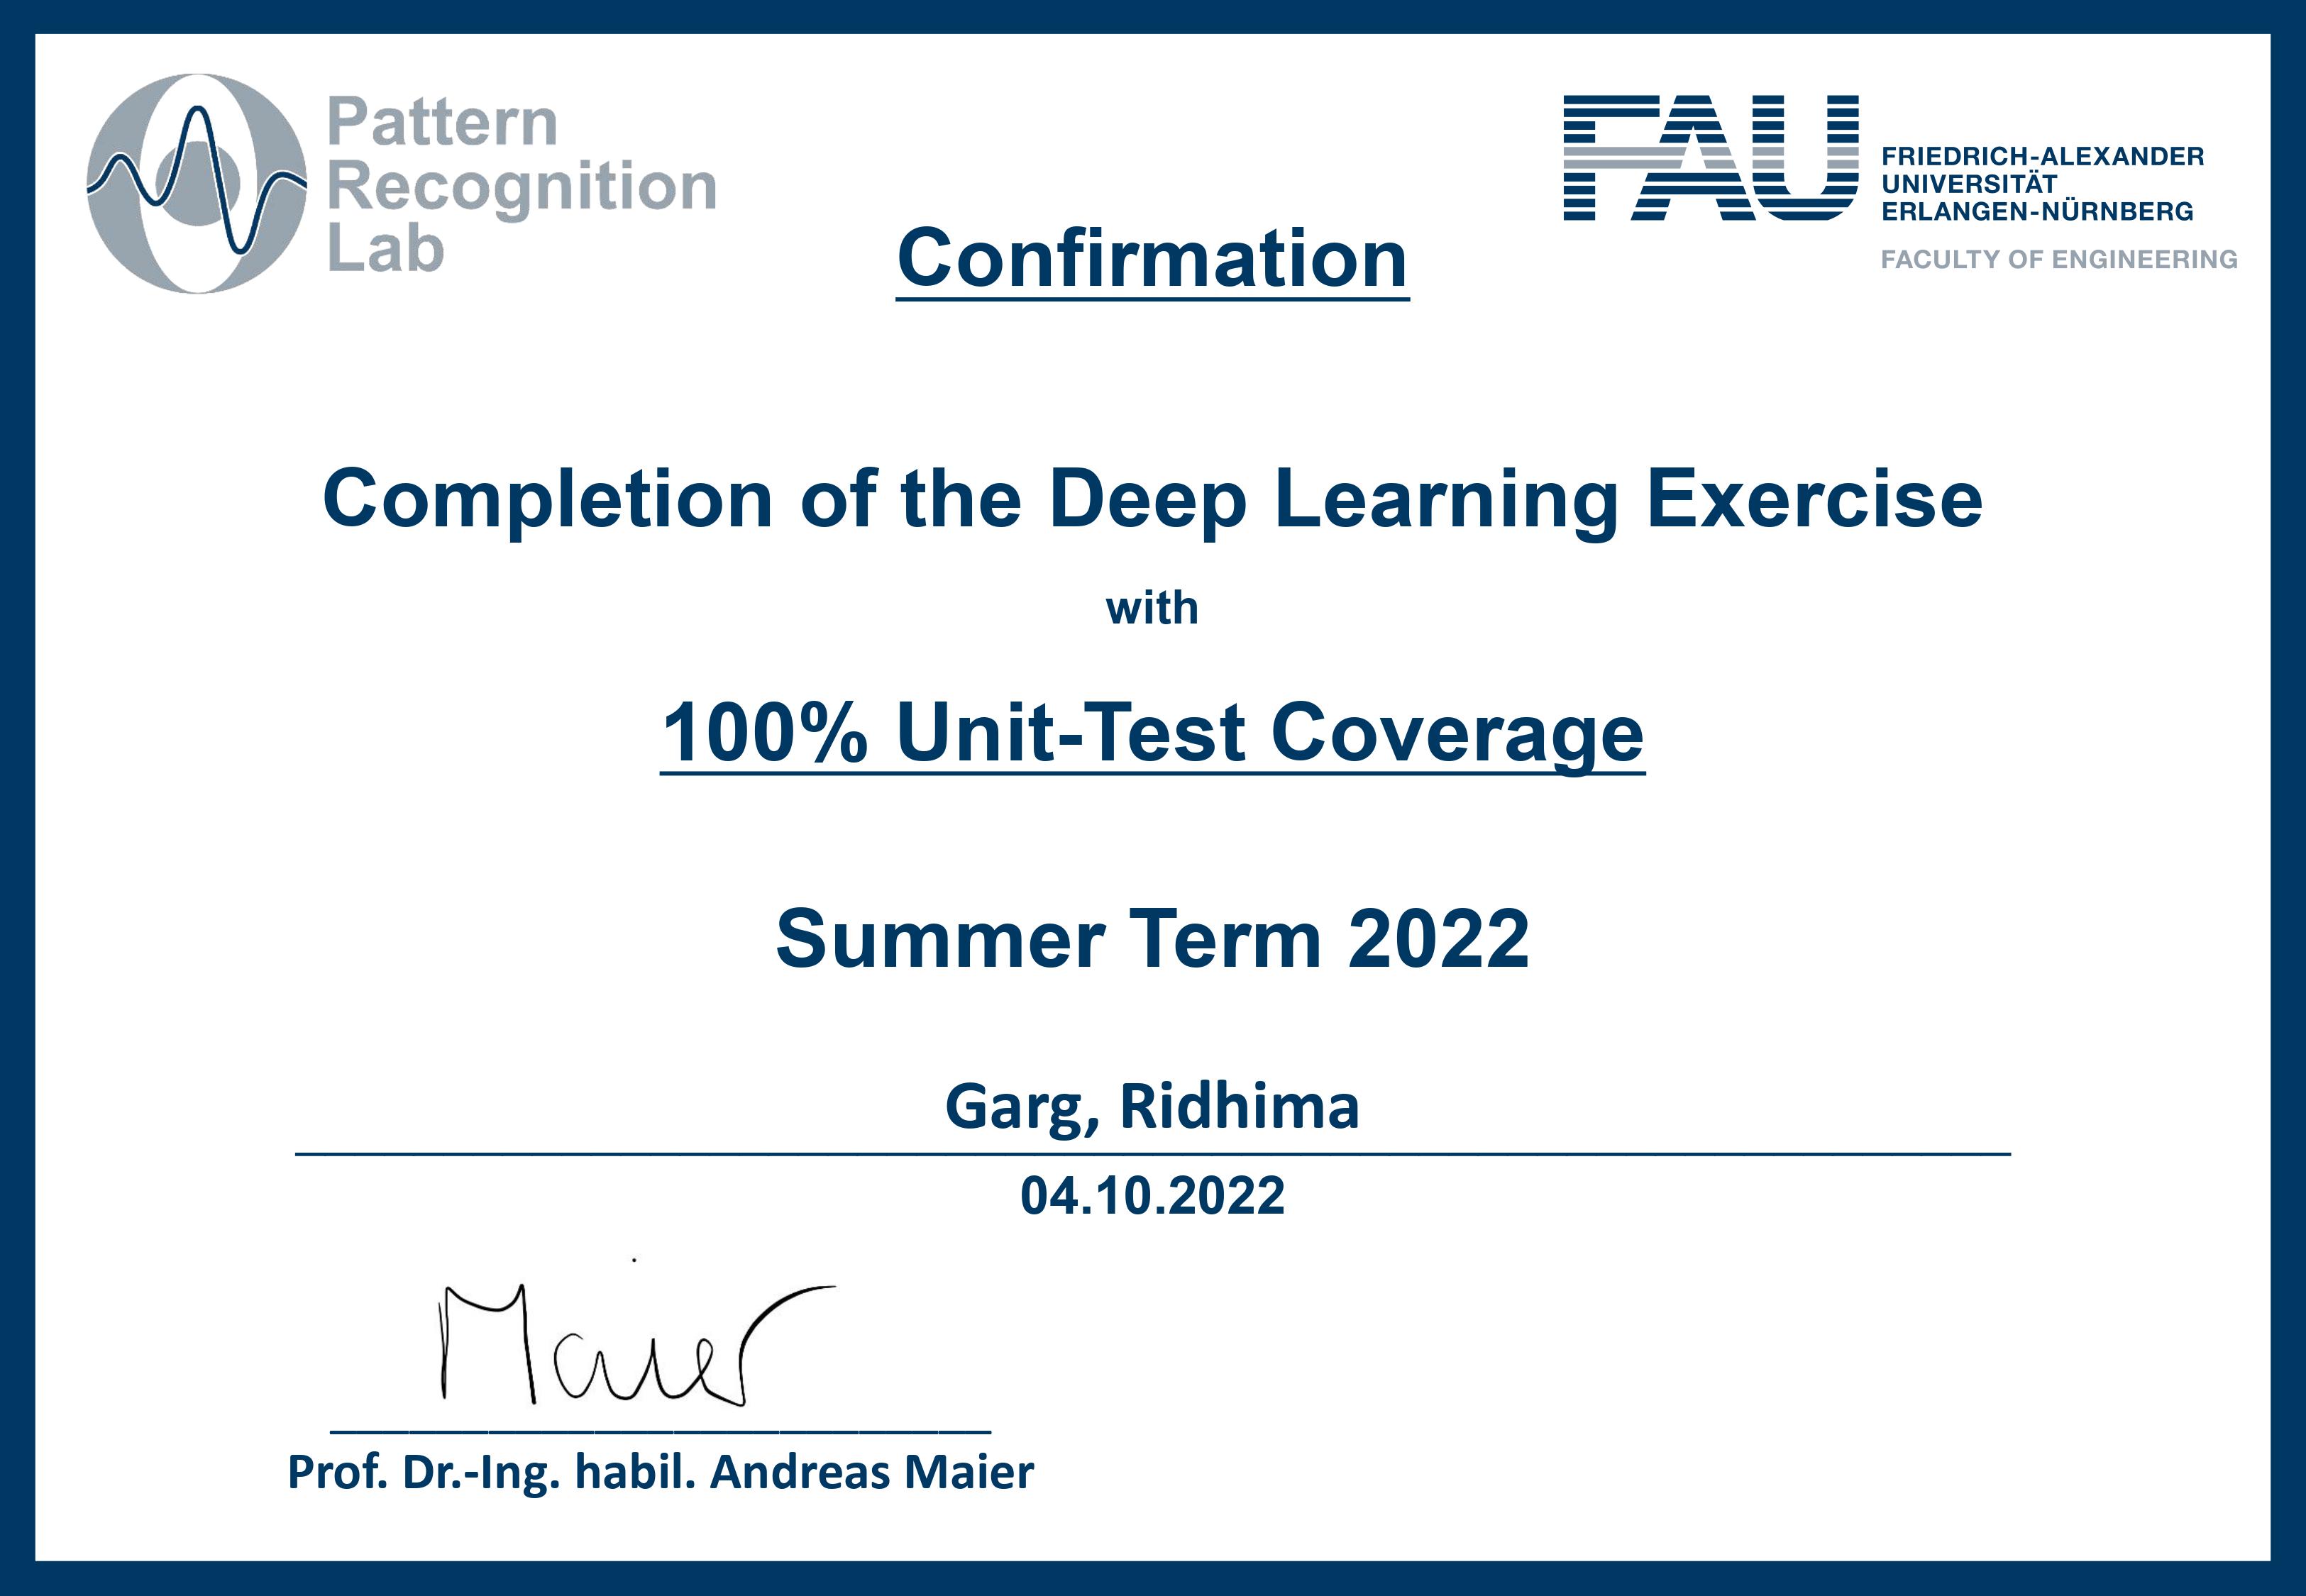 Pattern
Recognition
Lab
FAU
FRIEDRICH-ALEXANDER
UNIVERSITÄT
ERLANGEN-NÜRNBERG
FACULTY OF ENGINEERING
Confirmation
Completion of the Deep Learning Exercise
with
100% Unit-Test Coverage
Summer Term 2022
Garg, Ridhima
04.10.2022
Maier
Prof. Dr.-Ing. habil. Andreas Maier